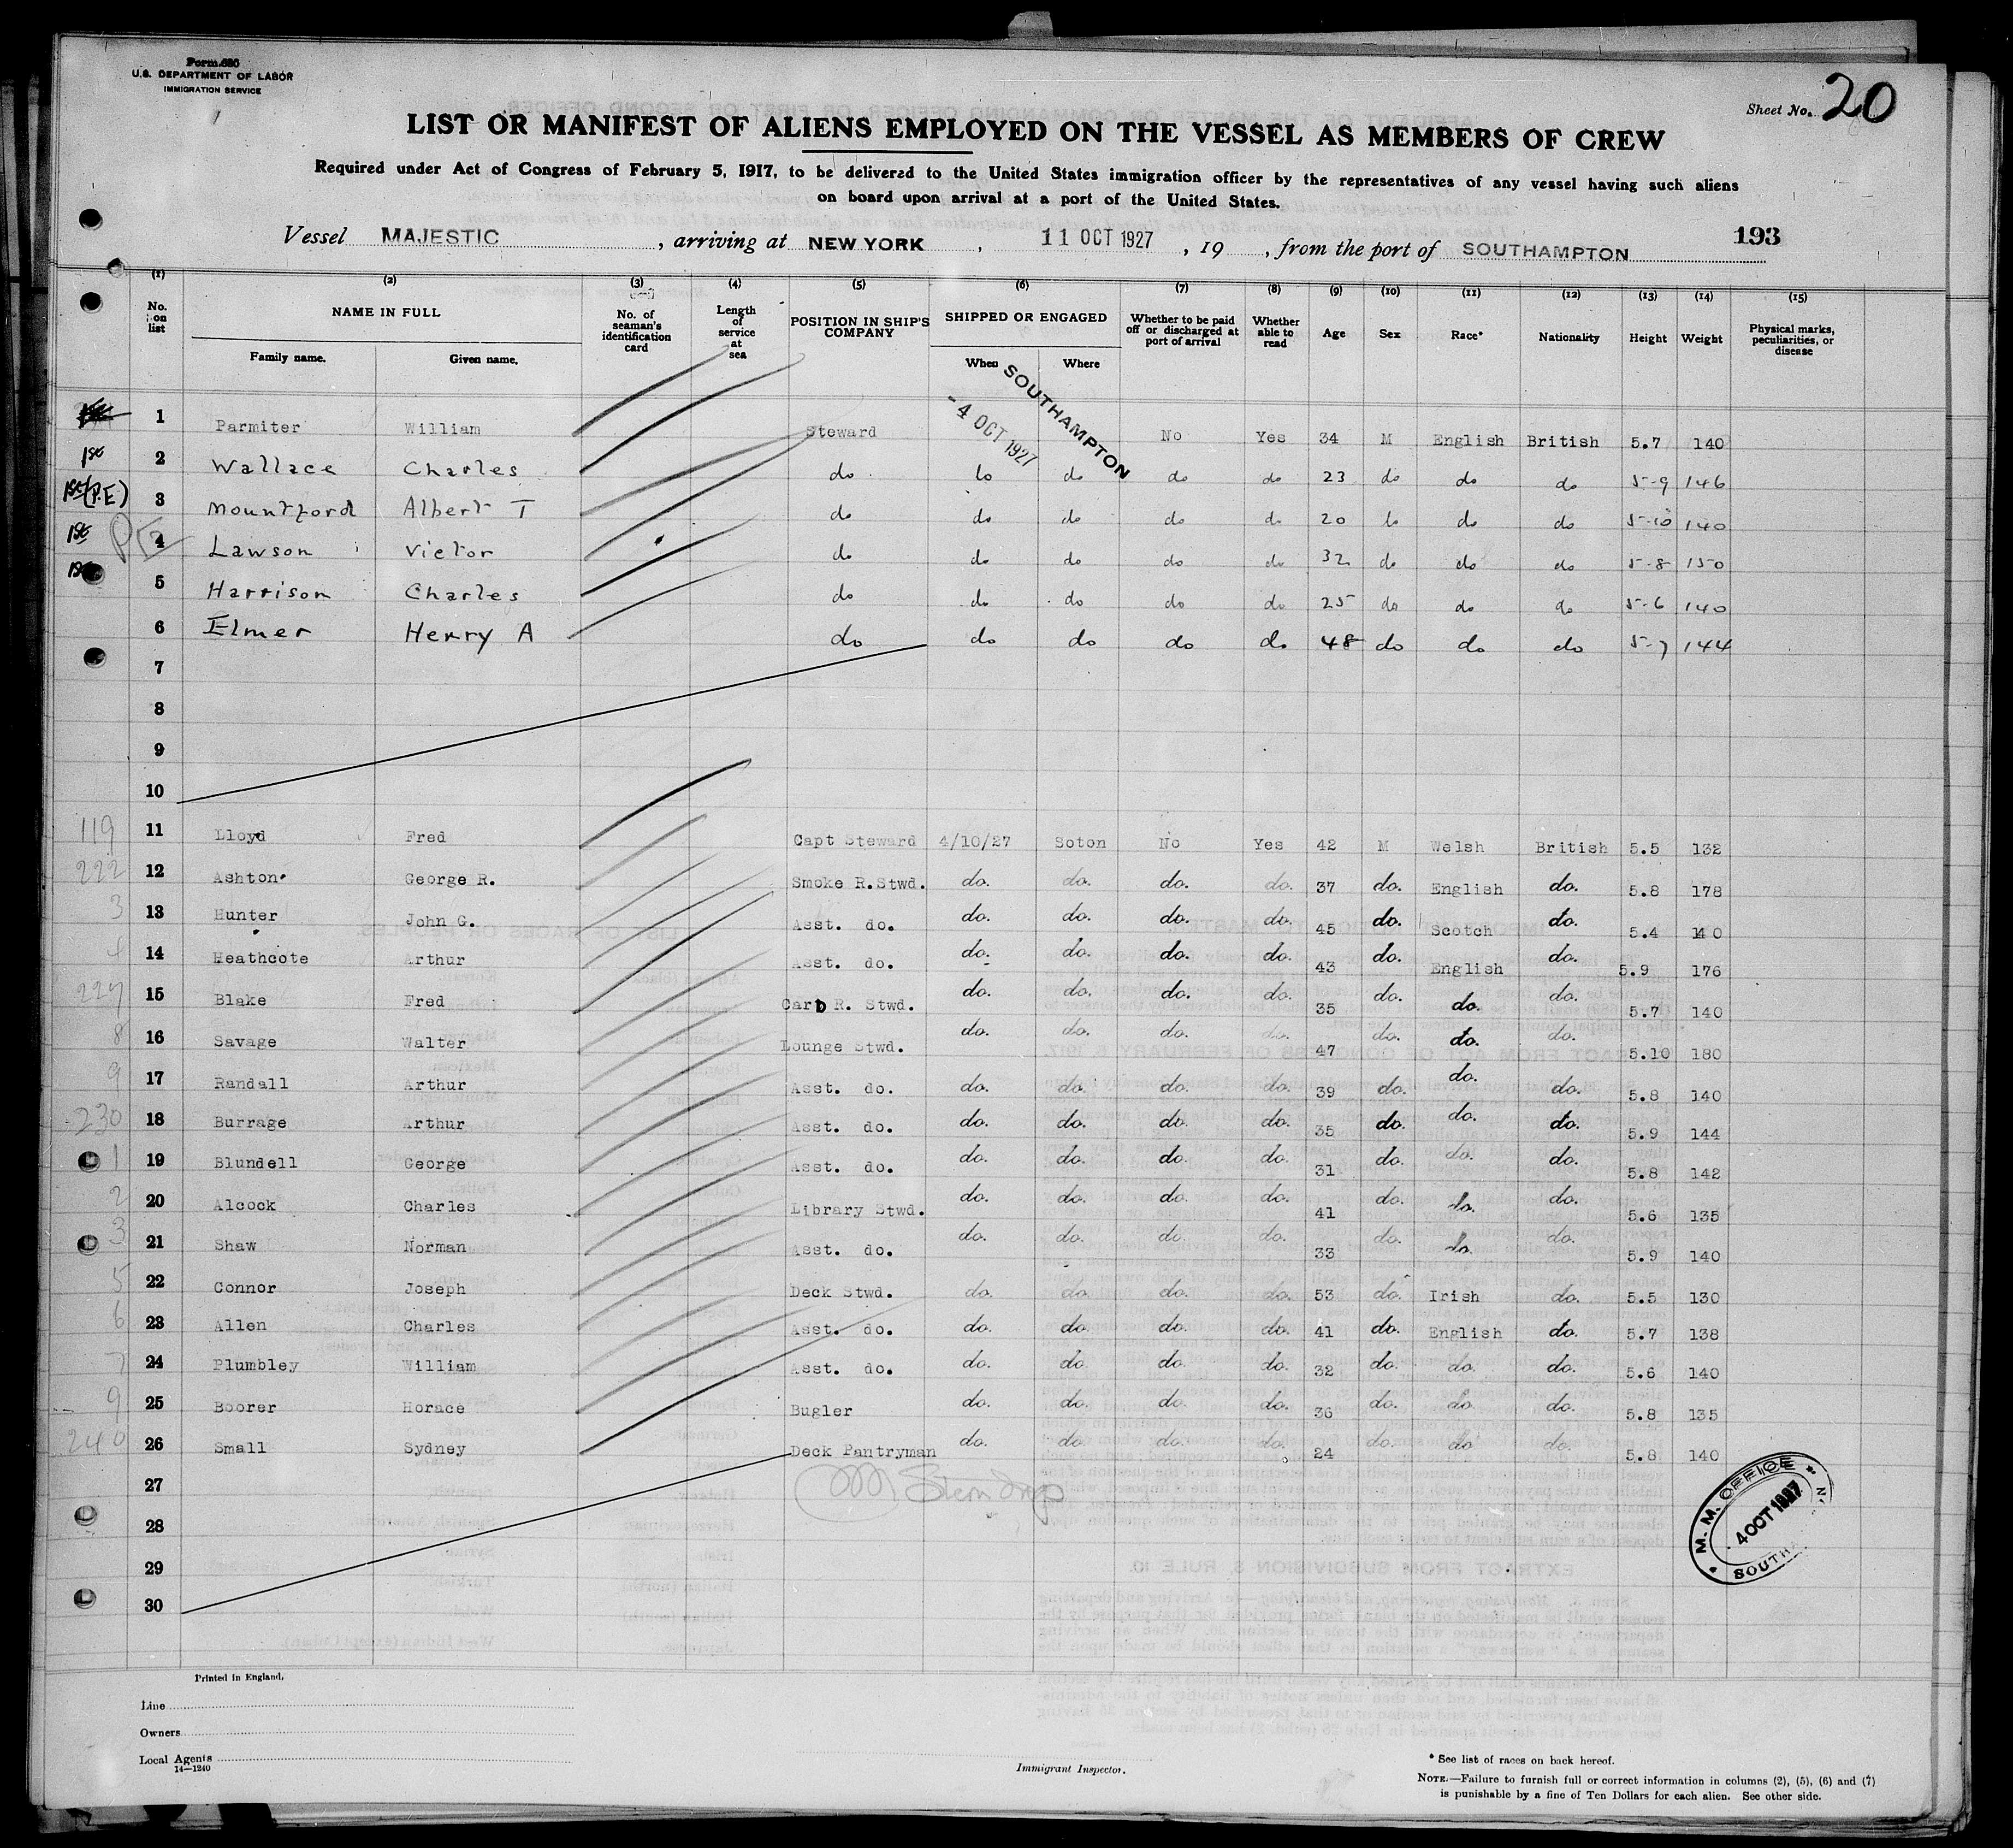 Form 680
U.S. DEPARTMENT OF LABOR
IMMIGRATION SERVICE
Sheet No. 20
LIST OR MANIFEST OF ALIENS EMPLOYED ON THE VESSEL AS MEMBERS OF CREW
Required under Act of Congress of February 5, 1917, to be delivered to the United States immigration officer by the representatives of any vessel having such aliens
on board upon arrival at a port of the United States.
Vessel MAJESTIC, arriving at NEW YORK, 11 OCT 1927, 19, from the port of SOUTHAMPTON 193
(1) (2) (3) (4) (5) (6) (7) (8) (9) (10) (11) (12) (13) (14) (15)
No. on list NAME IN FULL Family name. Given name. No. of seaman's identification card Length of service at sea POSITION IN SHIP'S COMPANY SHIPPED OR ENGAGED When Where Whether to be paid off or discharged at port of arrival Whether able to read Age Sex Race* Nationality Height Weight Physical marks, peculiarities, or disease
SOUTHAMPTON
-4 OCT 1927
1 Parmiter William Steward No Yes 34 M English British 5.7 140
1st 2 Wallace Charles do do do do do 23 do do do 5-9 146
1st (P.E) 3 Mountford Albert T do do do do do 20 do do do 5-10 140
1st 4 Lawson Victor do do do do do 32 do do do 5-8 150
1st 5 Harrison Charles do do do do do 25 do do do 5-6 140
6 Elmer Henry A do do do do do 48 do do do 5-7 144
7
8
9
10
119 11 Lloyd Fred Capt Steward 4/10/27 Soton No Yes 42 M Welsh British 5.5 132
222 12 Ashton George R. Smoke R. Stwd. do. do. do. do. 37 do. English do. 5.8 178
3 13 Hunter John G. Asst. do. do. do. do. do. 45 do. Scotch do. 5.4 140
4 14 Heathcote Arthur Asst. do. do. do. do. do. 43 do. English do. 5.9 176
227 15 Blake Fred Card R. Stwd. do. do. do. do. 35 do. do. do. 5.7 140
8 16 Savage Walter Lounge Stwd. do. do. do. do. 47 do. do. do. 5.10 180
9 17 Randall Arthur Asst. do. do. do. do. do. 39 do. do. do. 5.8 140
230 18 Burrage Arthur Asst. do. do. do. do. do. 35 do. do. do. 5.9 144
1 19 Blundell George Asst. do. do. do. do. do. 31 do. do. do. 5.8 142
2 20 Alcock Charles Library Stwd. do. do. do. do. 41 do. do. do. 5.6 135
3 21 Shaw Norman Asst. do. do. do. do. do. 33 do. do. do. 5.9 140
5 22 Connor Joseph Deck Stwd. do. do. do. do. 53 do. Irish do. 5.5 130
6 23 Allen Charles Asst. do. do. do. do. do. 41 do. English do. 5.7 138
7 24 Plumbley William Asst. do. do. do. do. do. 32 do. do. do. 5.6 140
9 25 Boorer Horace Bugler do. do. do. do. 36 do. do. do. 5.8 135
240 26 Small Sydney Deck Pantryman do. do. do. do. 24 do. do. do. 5.8 140
27
28
29
30
M. M. OFFICE
4 OCT 1927
Printed in England.
Line
Owners
Local Agents
14—1240
Immigrant Inspector.
* See list of races on back hereof.
NOTE.—Failure to furnish full or correct information in columns (2), (5), (6) and (7)
is punishable by a fine of Ten Dollars for each alien. See other side.